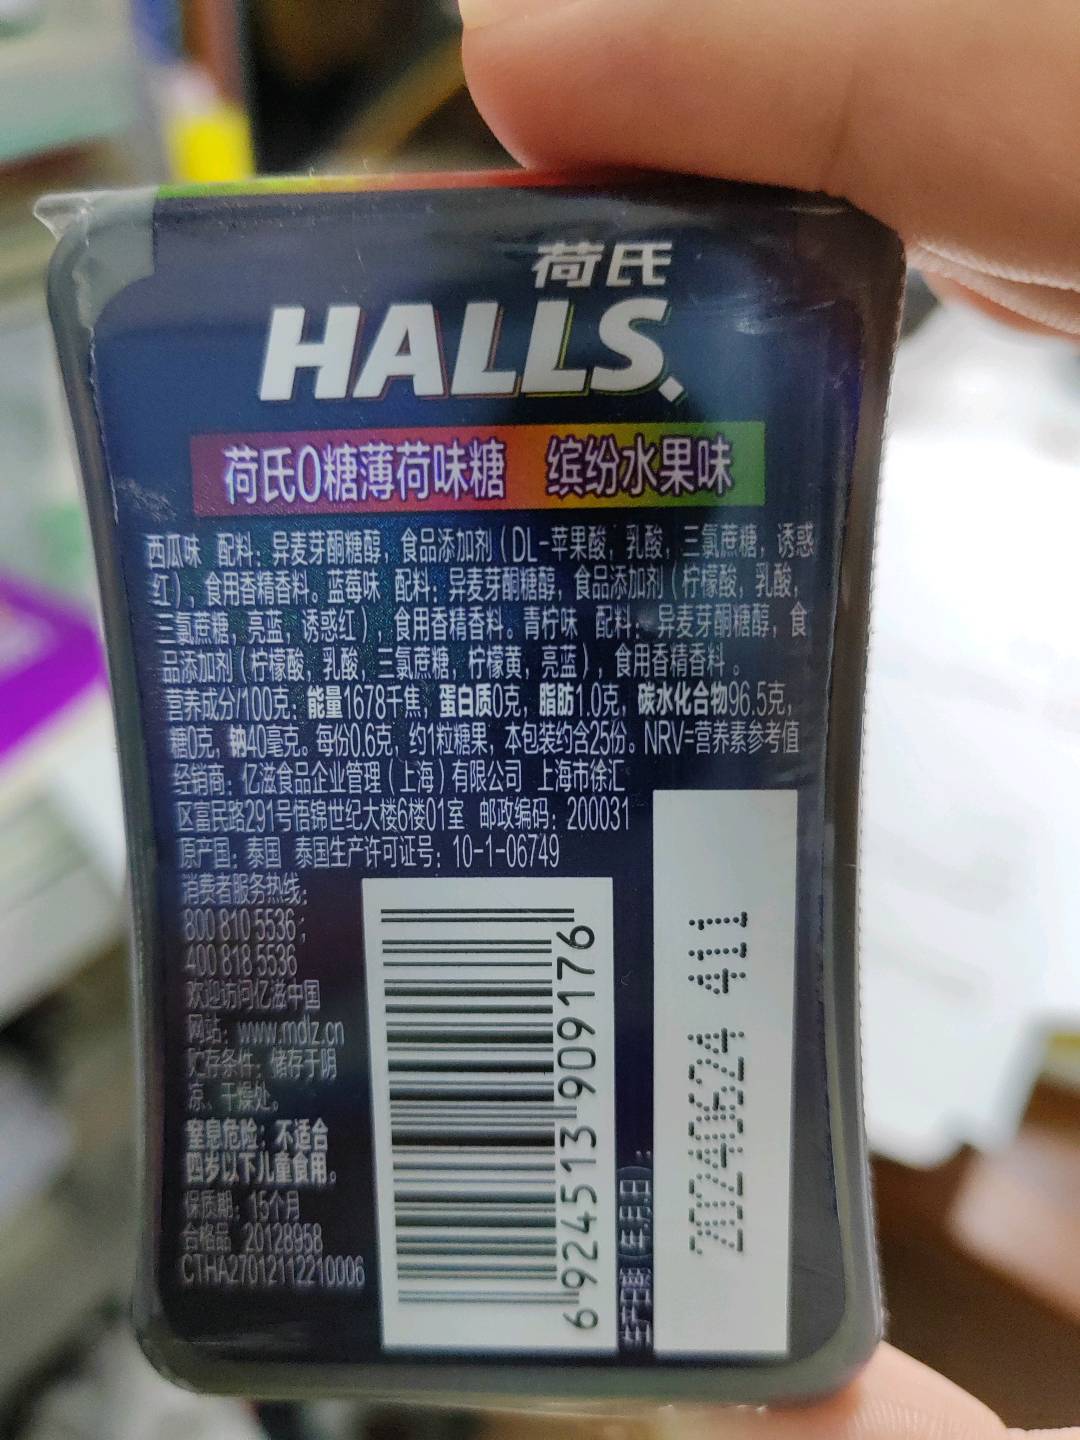 荷氏
HALLS.
荷氏0糖薄荷味糖 缤纷水果味
西瓜味 配料：异麦芽酮糖醇，食品添加剂（DL-苹果酸，乳酸，三氯蔗糖，诱惑
红），食用香精香料。蓝莓味 配料：异麦芽酮糖醇，食品添加剂（柠檬酸，乳酸，
三氯蔗糖，亮蓝，诱惑红），食用香精香料。青柠味 配料：异麦芽酮糖醇，食
品添加剂（柠檬酸，乳酸，三氯蔗糖，柠檬黄，亮蓝），食用香精香料 。
营养成分/100克：能量1678千焦，蛋白质0克，脂肪1.0克，碳水化合物96.5克，
糖0克，钠40毫克。每份0.6克，约1粒糖果，本包装约含25份。NRV=营养素参考值
经销商：亿滋食品企业管理（上海）有限公司 上海市徐汇
区富民路291号悟锦世纪大楼6楼01室 邮政编码：200031
原产国：泰国 泰国生产许可证号：10-1-06749
消费者服务热线：
800 810 5536；
400 818 5536
欢迎访问亿滋中国
网站：www.mdlz.cn
贮存条件：储存于阴
凉、干燥处。
窒息危险：不适合
四岁以下儿童食用。
保质期：15个月
合格品 20128958
CTHA27012112210006
6 924513 909176
生产日期（年月日）：
20240624 411